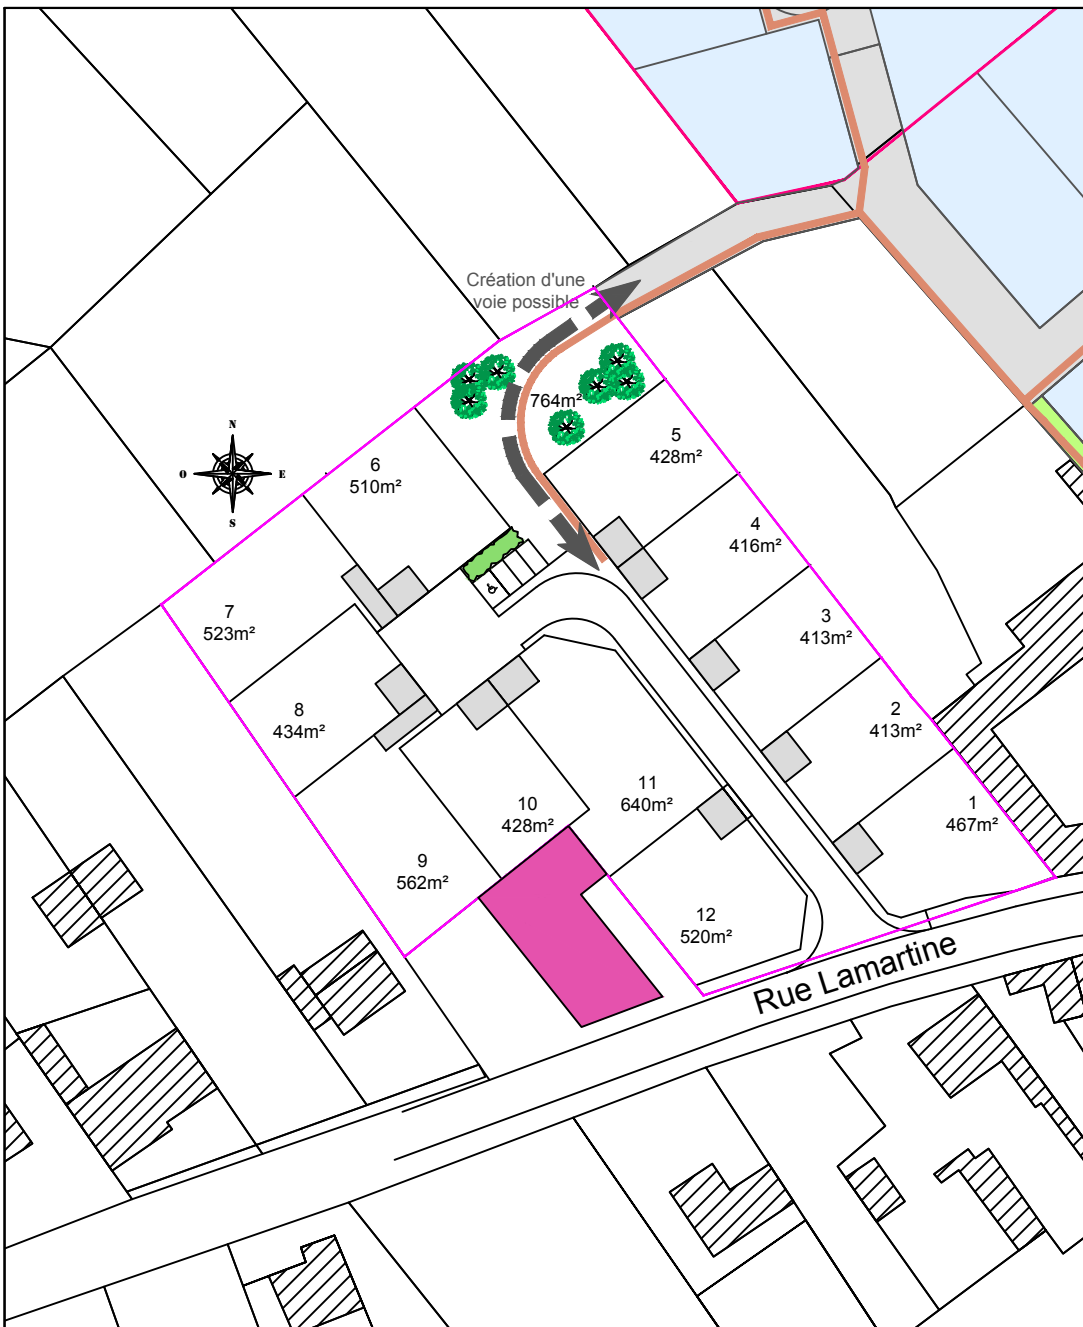 Création d'une
voie possible
764m²
5
428m²
6
510m²
N
O
E
S
4
416m²
7
523m²
3
413m²
8
434m²
2
413m²
11
640m²
10
428m²
1
467m²
9
562m²
12
520m²
Rue Lamartine